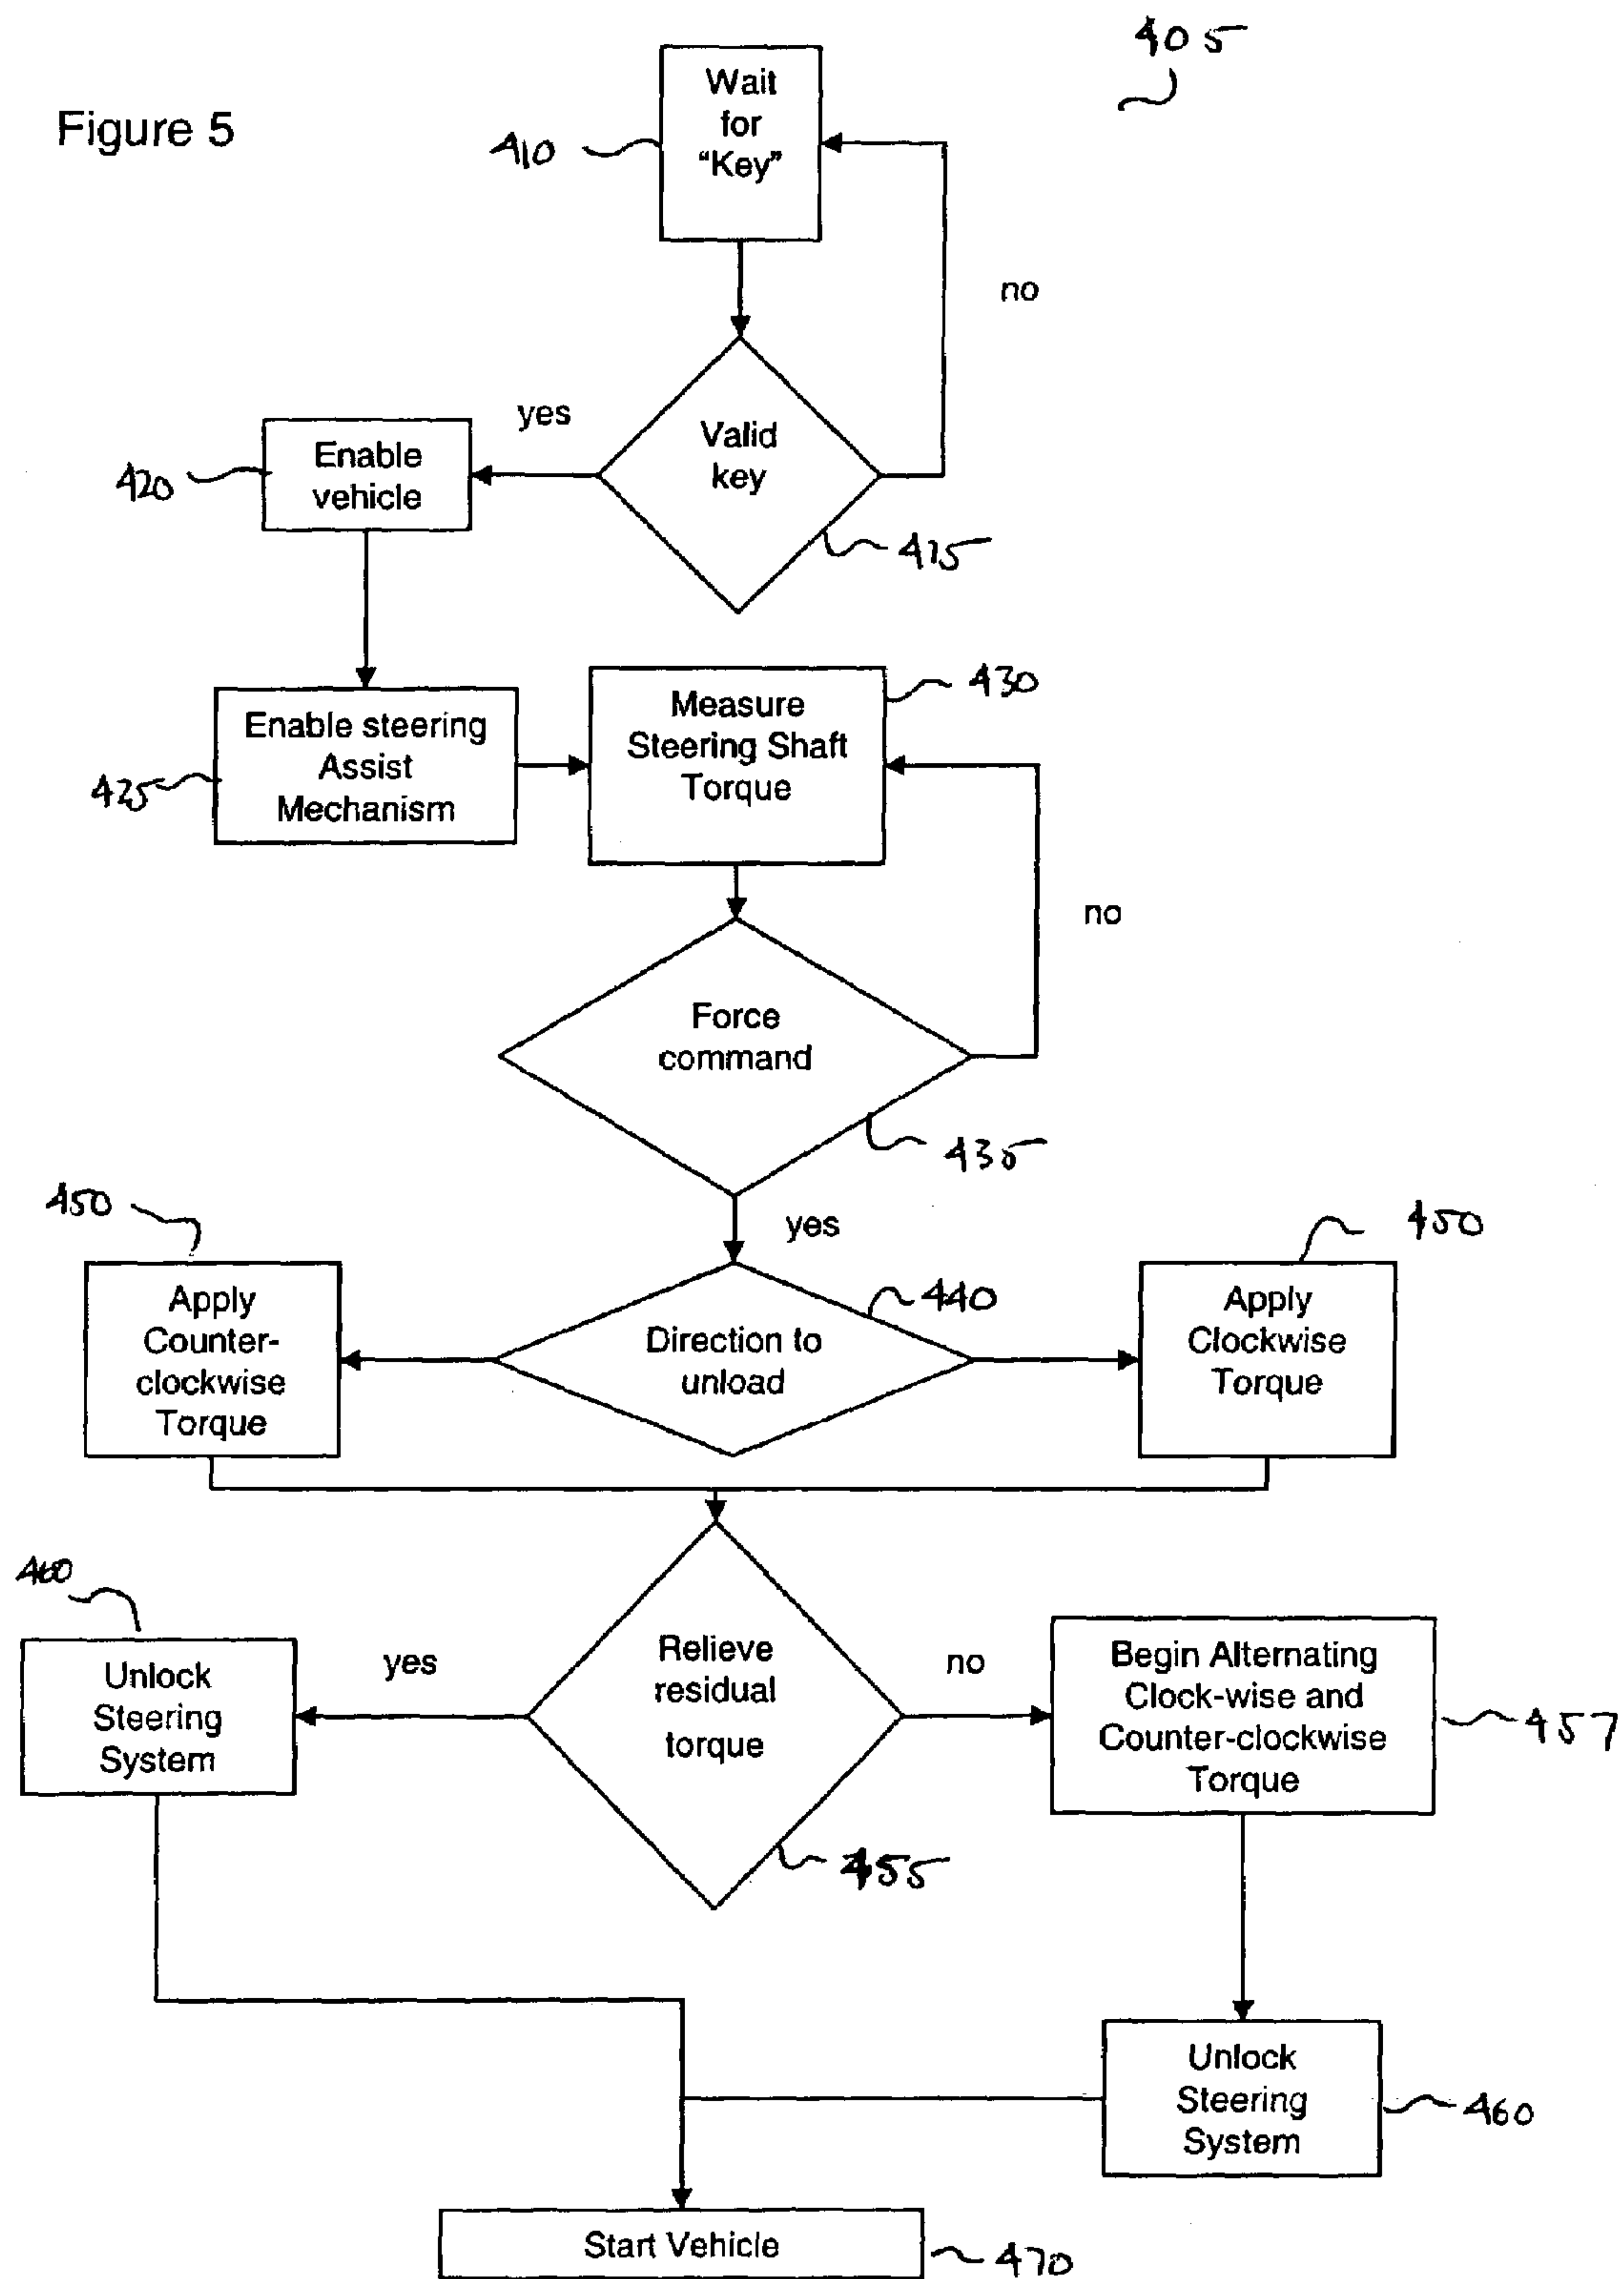 405
Figure 5
Wait
for
“Key”
410
no
yes
Valid
key
Enable
vehicle
420
415
430
Measure
Steering Shaft
Torque
Enable steering
Assist
Mechanism
425
no
Force
command
435
450
yes
450
Apply
Counter-
clockwise
Torque
440
Direction to
unload
Apply
Clockwise
Torque
460
Unlock
Steering
System
yes
Relieve
residual
torque
no
Begin Alternating
Clock-wise and
Counter-clockwise
Torque
457
455
Unlock
Steering
System
460
Start Vehicle
470